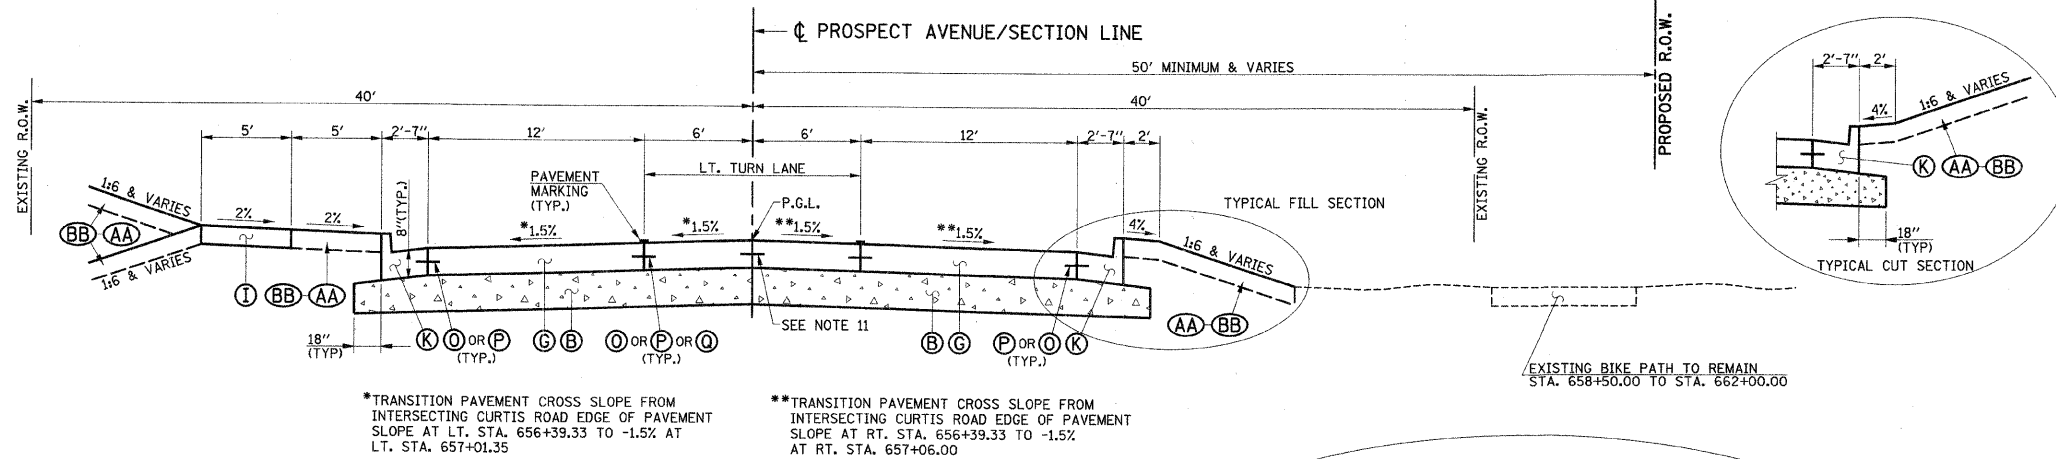 ℄ PROSPECT AVENUE/SECTION LINE
50' MINIMUM & VARIES
40'
40'
EXISTING R.O.W.
EXISTING R.O.W.
PROPOSED R.O.W.
5'
5'
2'-7"
12'
6'
6'
12'
2'-7"
2'
LT. TURN LANE
PAVEMENT
MARKING
(TYP.)
P.G.L.
TYPICAL FILL SECTION
1:6 & VARIES
2%
2%
8"(TYP.)
*1.5%
*1.5%
**1.5%
**1.5%
4%
1:6 & VARIES
BB AA
1:6 & VARIES
I BB AA
AA BB
18"
(TYP)
K O OR P
(TYP.)
G B
O OR P OR Q
(TYP.)
SEE NOTE 11
B G
P OR O K
(TYP.)
EXISTING BIKE PATH TO REMAIN
STA. 658+50.00 TO STA. 662+00.00
2'-7"
2'
4%
1:6 & VARIES
K AA BB
18"
(TYP)
TYPICAL CUT SECTION
*TRANSITION PAVEMENT CROSS SLOPE FROM
INTERSECTING CURTIS ROAD EDGE OF PAVEMENT
SLOPE AT LT. STA. 656+39.33 TO -1.5% AT
LT. STA. 657+01.35
**TRANSITION PAVEMENT CROSS SLOPE FROM
INTERSECTING CURTIS ROAD EDGE OF PAVEMENT
SLOPE AT RT. STA. 656+39.33 TO -1.5%
AT RT. STA. 657+06.00